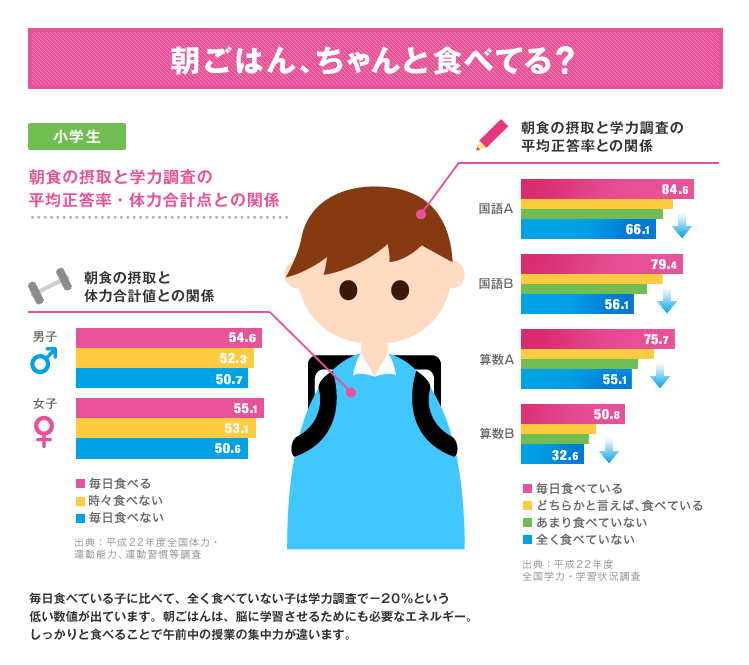 朝ごはん、ちゃんと食べてる?
小学生
朝食の摂取と学力調査の
平均正答率・体力合計点との関係
朝食の摂取と
体力合計値との関係
男子
54.6
52.3
50.7
女子
55.1
53.1
50.6
毎日食べる
時々食べない
毎日食べない
出典：平成22年度全国体力・
運動能力、運動習慣等調査
朝食の摂取と学力調査の
平均正答率との関係
国語A
84.6
66.1
国語B
79.4
56.1
算数A
75.7
55.1
算数B
50.8
32.6
毎日食べている
どちらかと言えば、食べている
あまり食べていない
全く食べていない
出典：平成22年度
全国学力・学習状況調査
毎日食べている子に比べて、全く食べていない子は学力調査で−20%という
低い数値が出ています。朝ごはんは、脳に学習させるためにも必要なエネルギー。
しっかりと食べることで午前中の授業の集中力が違います。